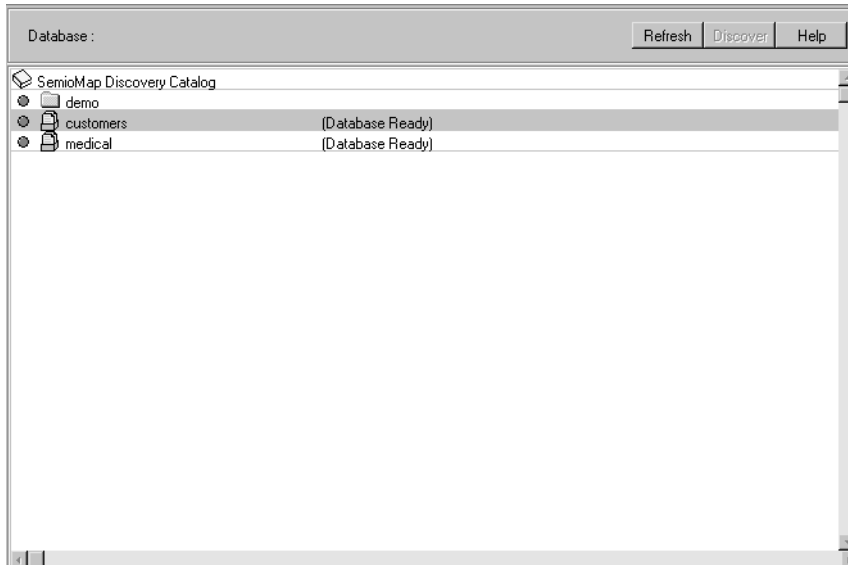 Database : Refresh Discover Help
SemioMap Discovery Catalog
demo
customers (Database Ready)
medical (Database Ready)